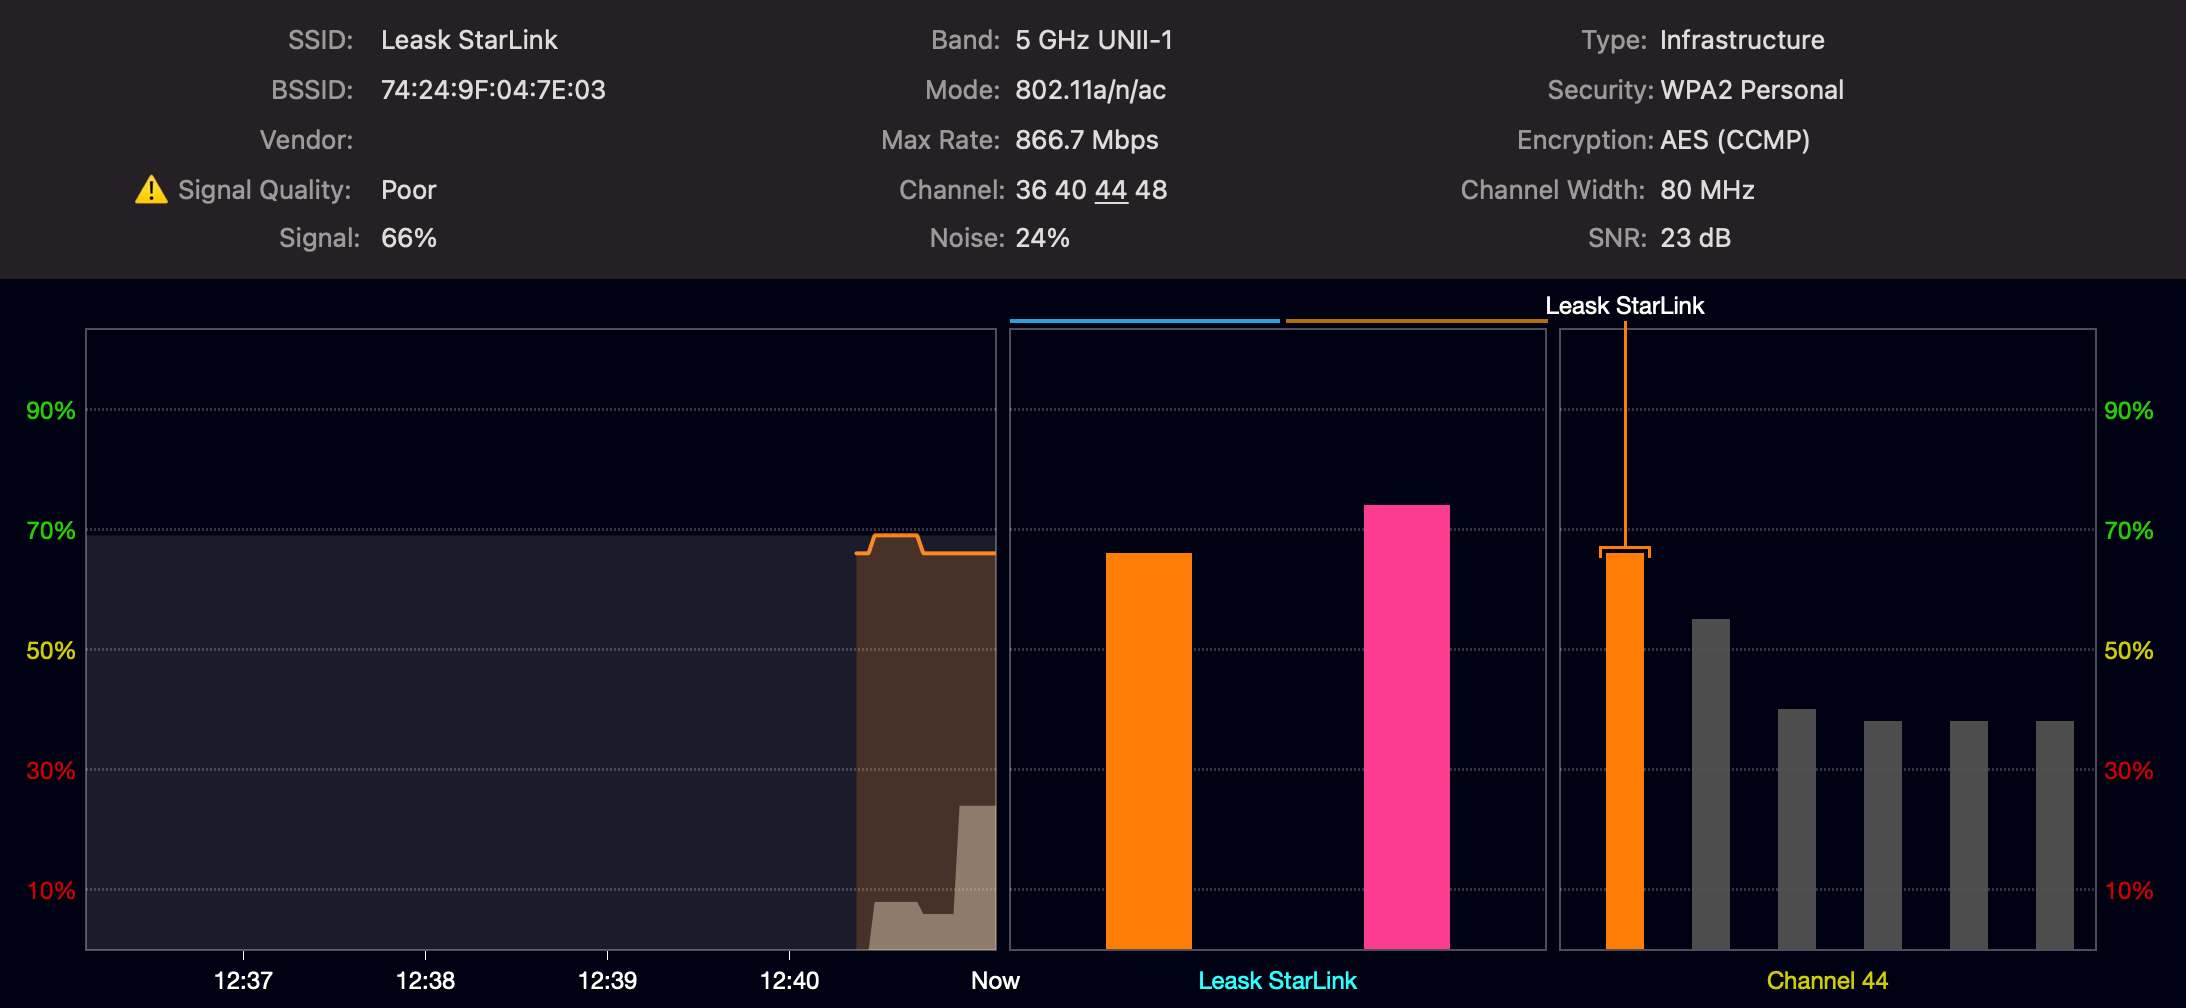 SSID: Leask StarLink
Band: 5 GHz UNII-1
Type: Infrastructure
BSSID: 74:24:9F:04:7E:03
Mode: 802.11a/n/ac
Security: WPA2 Personal
Vendor:
Max Rate: 866.7 Mbps
Encryption: AES (CCMP)
Signal Quality: Poor
Channel: 36 40 44 48
Channel Width: 80 MHz
Signal: 66%
Noise: 24%
SNR: 23 dB
Leask StarLink
90%
90%
70%
70%
50%
50%
30%
30%
10%
10%
12:37
12:38
12:39
12:40
Now
Leask StarLink
Channel 44